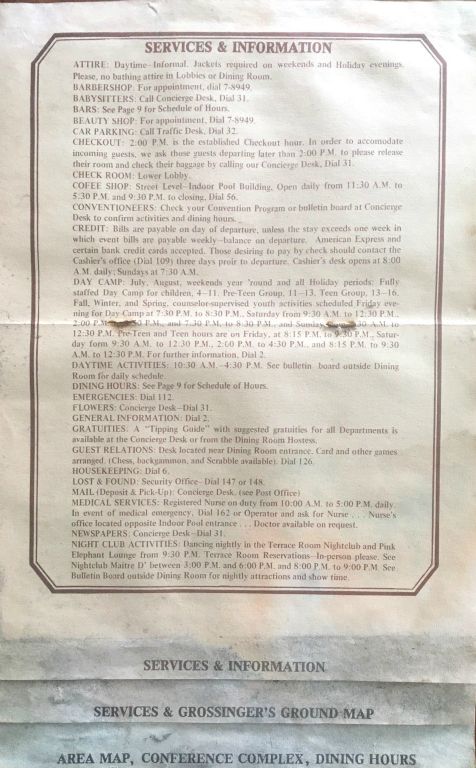 SERVICES & INFORMATION
ATTIRE: Daytime—Informal. Jackets required on weekends and Holiday evenings.
Please, no bathing attire in Lobbies or Dining Room.
BARBERSHOP: For appointment, dial 7-8949.
BABYSITTERS: Call Concierge Desk, Dial 31.
BARS: See Page 9 for Schedule of Hours.
BEAUTY SHOP: For appointment, Dial 7-8949.
CAR PARKING: Call Traffic Desk, Dial 32.
CHECKOUT: 2:00 P.M. is the established Checkout hour. In order to accomodate
incoming guests, we ask those guests departing later than 2:00 P.M. to please release
their room and check their baggage by calling our Concierge Desk, Dial 31.
CHECK ROOM: Lower Lobby.
COFEE SHOP: Street Level—Indoor Pool Building, Open daily from 11:30 A.M. to
5:30 P.M. and 9:30 P.M. to closing, Dial 56.
CONVENTIONEERS: Check your Convention Program or bulletin board at Concierge
Desk to confirm activities and dining hours.
CREDIT: Bills are payable on day of departure, unless the stay exceeds one week in
which event bills are payable weekly—balance on departure. American Express and
certain bank credit cards accepted. Those desiring to pay by check should contact the
Cashier's office (Dial 109) three days proir to departure. Cashier's desk opens at 8:00
A.M. daily; Sundays at 7:30 A.M.
DAY CAMP: July, August, weekends year 'round and all Holiday periods: Fully
staffed Day Camp for children, 4—11. Pre-Teen Group, 11—13. Teen Group, 13—16.
Fall, Winter, and Spring, counselor-supervised youth activities scheduled Friday eve-
ning for Day Camp at 7:30 P.M. to 8:30 P.M., Saturday from 9:30 A.M. to 12:30 P.M.,
2:00 P.M. P.M., and 7:30 P.M. to 8:30 P.M., and Sunday A.M. to
12:30 P.M. Pre-Teen and Teen hours are on Friday, at 8:15 P.M. to 9:30 P.M., Satur-
day form 9:30 A.M. to 12:30 P.M., 2:00 P.M. to 4:30 P.M., and 8:15 P.M. to 9:30
A.M. to 12:30 P.M. For further information, Dial 2.
DAYTIME ACTIVITIES: 10:30 A.M.—4:30 P.M. See bulletin board outside Dining
Room for daily schedule.
DINING HOURS: See Page 9 for Schedule of Hours.
EMERGENCIES: Dial 112.
FLOWERS: Concierge Desk—Dial 31.
GENERAL INFORMATION: Dial 2.
GRATUITIES: A "Tipping Guide" with suggested gratuities for all Departments is
available at the Concierge Desk or from the Dining Room Hostess.
GUEST RELATIONS: Desk located near Dining Room entrance. Card and other games
arranged. (Chess, backgammon, and Scrabble available). Dial 126.
HOUSEKEEPING: Dial 6.
LOST & FOUND: Security Office—Dial 147 or 148.
MAIL (Deposit & Pick-Up): Concierge Desk. (see Post Office)
MEDICAL SERVICES: Registered Nurse on duty from 10:00 A.M. to 5:00 P.M. daily.
In event of medical emergency, Dial 162 or Operator and ask for Nurse . . . Nurse's
office located opposite Indoor Pool entrance . . . Doctor available on request.
NEWSPAPERS: Concierge Desk—Dial 31.
NIGHT CLUB ACTIVITIES: Dancing nightly in the Terrace Room Nightclub and Pink
Elephant Lounge from 9:30 P.M. Terrace Room Reservations—In-person please. See
Nightclub Maitre D' between 3:00 P.M. and 6:00 P.M. and 8:00 P.M. to 9:00 P.M. See
Bulletin Board outside Dining Room for nightly attractions and show time.
SERVICES & INFORMATION
SERVICES & GROSSINGER'S GROUND MAP
AREA MAP, CONFERENCE COMPLEX, DINING HOURS